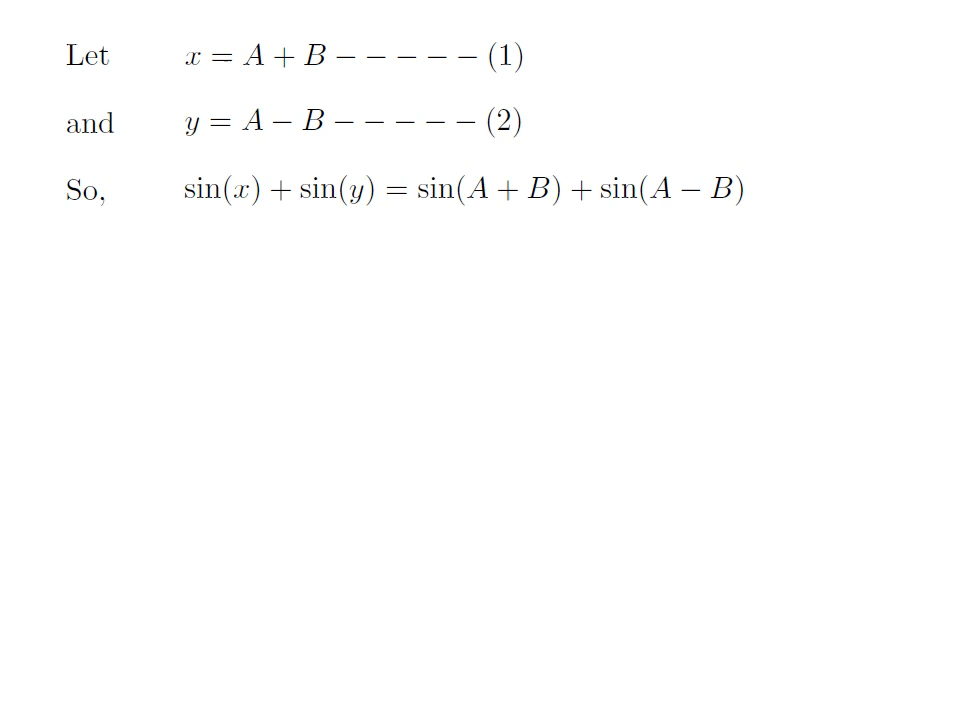 Let x = A + B − − − − − (1)
and y = A − B − − − − − (2)
So, sin(x) + sin(y) = sin(A + B) + sin(A − B)